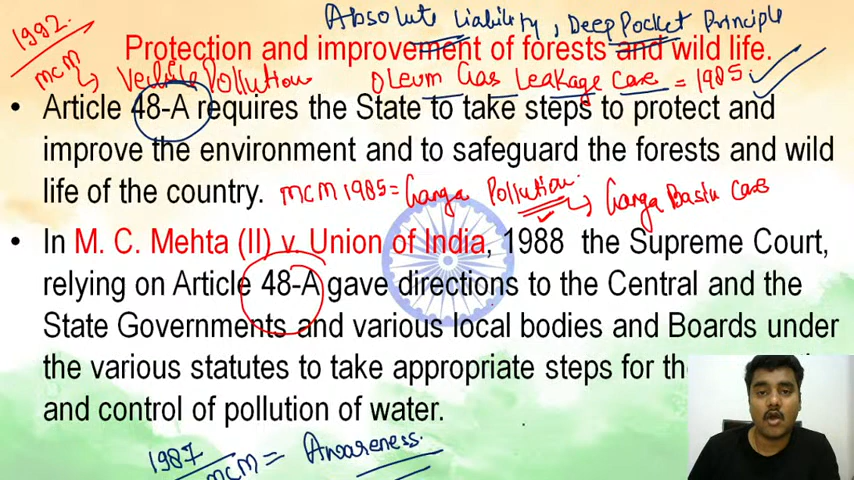 Absolute Liability, Deep Pocket Principle
1992
Protection and improvement of forests and wild life.
MCM → Vehicle Pollution
Oleum Gas Leakage Case = 1985
• Article 48-A requires the State to take steps to protect and
improve the environment and to safeguard the forests and wild
life of the country.
MCM 1985 = Ganga Pollution → Ganga Basin Case
• In M. C. Mehta (II) v. Union of India, 1988 the Supreme Court,
relying on Article 48-A gave directions to the Central and the
State Governments and various local bodies and Boards under
the various statutes to take appropriate steps for the
and control of pollution of water.
1987
MCM = Awareness.